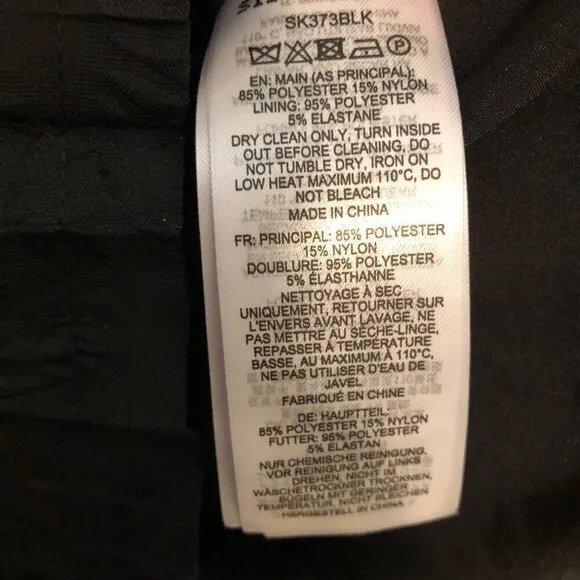 SK373BLK
EN: MAIN (AS PRINCIPAL):
85% POLYESTER 15% NYLON
LINING: 95% POLYESTER
5% ELASTANE
DRY CLEAN ONLY, TURN INSIDE
OUT BEFORE CLEANING, DO
NOT TUMBLE DRY, IRON ON
LOW HEAT MAXIMUM 110°C, DO
NOT BLEACH
MADE IN CHINA
FR: PRINCIPAL: 85% POLYESTER
15% NYLON
DOUBLURE: 95% POLYESTER
5% ÉLASTHANNE
NETTOYAGE À SEC
UNIQUEMENT, RETOURNER SUR
L'ENVERS AVANT LAVAGE, NE
PAS METTRE AU SÈCHE-LINGE,
REPASSER À TEMPÉRATURE
BASSE, AU MAXIMUM À 110°C,
NE PAS UTILISER D'EAU DE
JAVEL
FABRIQUÉ EN CHINE
DE: HAUPTTEIL:
85% POLYESTER 15% NYLON
FUTTER: 95% POLYESTER
5% ELASTAN
NUR CHEMISCHE REINIGUNG,
VOR REINIGUNG AUF LINKS
DREHEN, NICHT IM
WÄSCHETROCKNER TROCKNEN,
BÜGELN MIT GERINGER
TEMPERATUR, NICHT BLEICHEN
HERGESTELLT IN CHINA